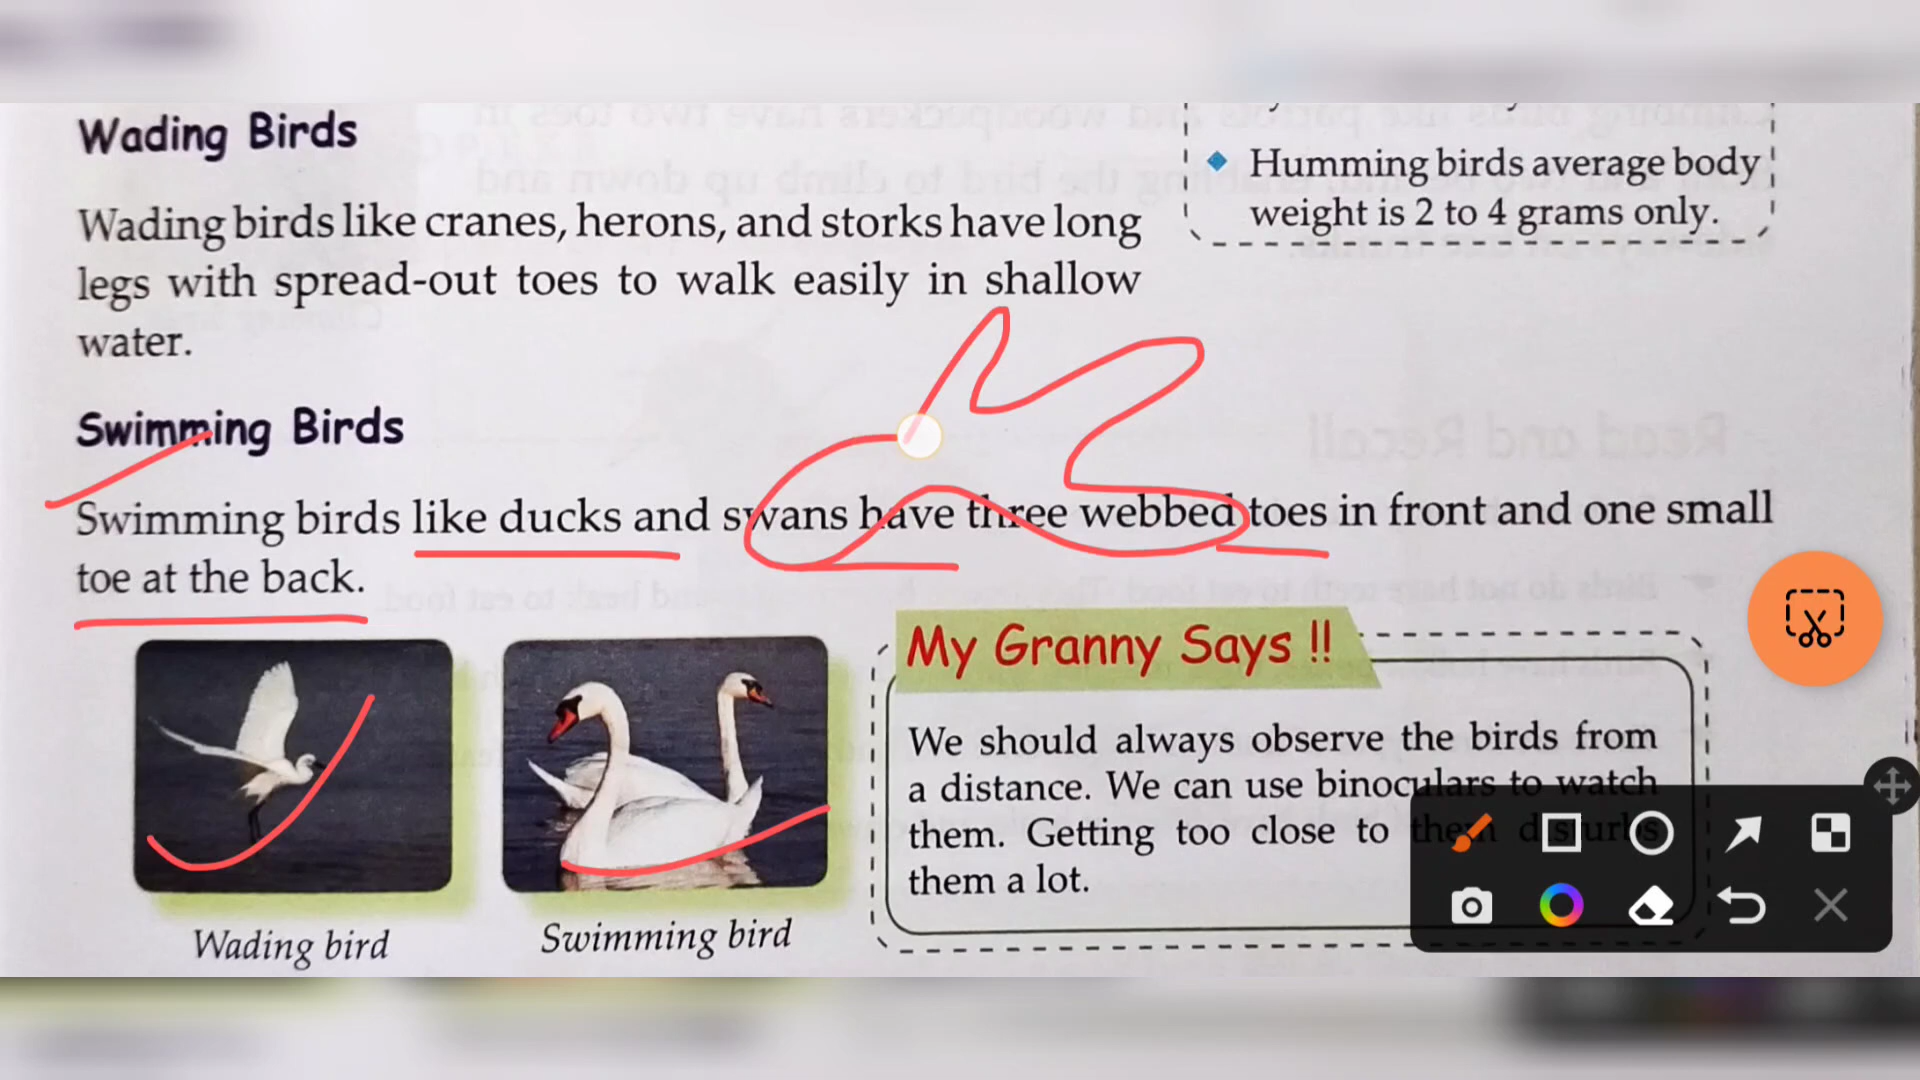 Wading Birds
Humming birds average body
weight is 2 to 4 grams only.
Wading birds like cranes, herons, and storks have long
legs with spread-out toes to walk easily in shallow
water.
Swimming Birds
Swimming birds like ducks and swans have three webbed toes in front and one small
toe at the back.
My Granny Says !!
We should always observe the birds from
a distance. We can use binoculars to watch
them. Getting too close to them disturbs
them a lot.
Wading bird
Swimming bird